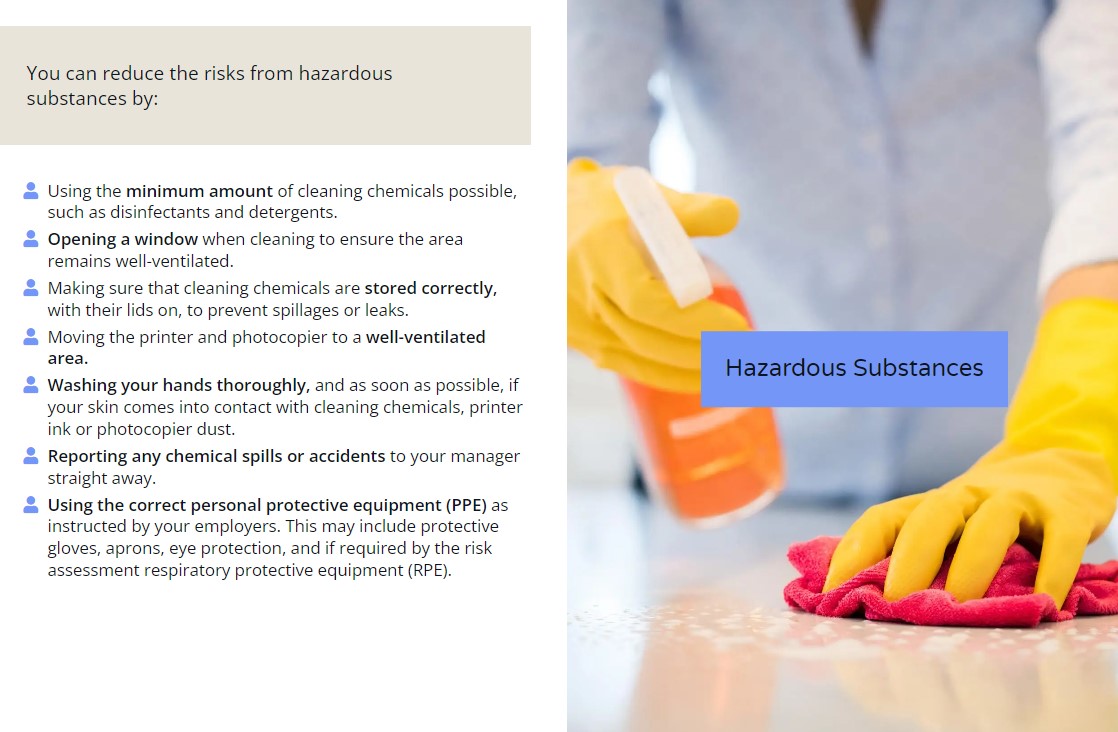 You can reduce the risks from hazardous
substances by:
Using the minimum amount of cleaning chemicals possible,
such as disinfectants and detergents.
Opening a window when cleaning to ensure the area
remains well-ventilated.
Making sure that cleaning chemicals are stored correctly,
with their lids on, to prevent spillages or leaks.
Moving the printer and photocopier to a well-ventilated
area.
Washing your hands thoroughly, and as soon as possible, if
your skin comes into contact with cleaning chemicals, printer
ink or photocopier dust.
Reporting any chemical spills or accidents to your manager
straight away.
Using the correct personal protective equipment (PPE) as
instructed by your employers. This may include protective
gloves, aprons, eye protection, and if required by the risk
assessment respiratory protective equipment (RPE).
Hazardous Substances